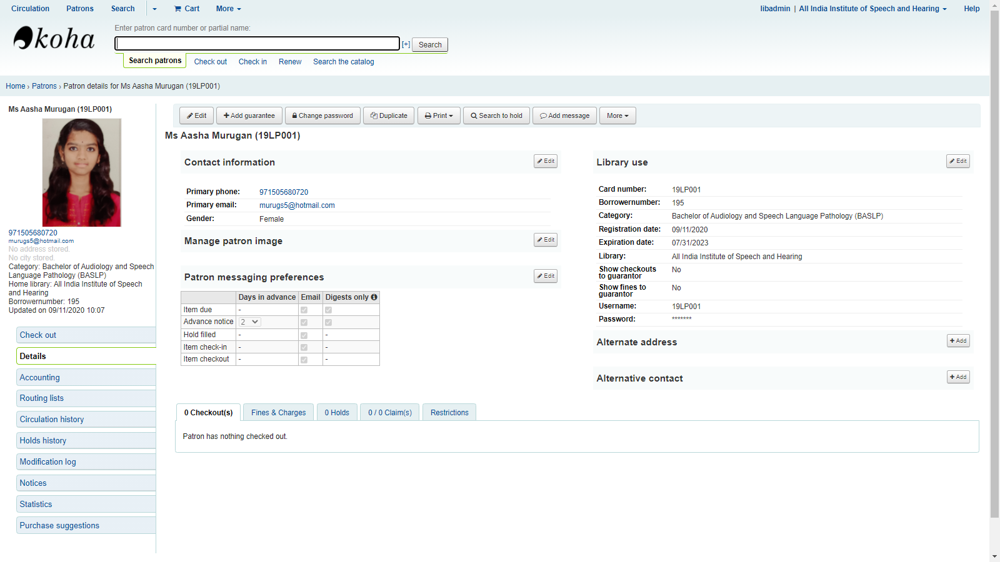 Circulation Patrons Search Cart More
libadmin | All India Institute of Speech and Hearing Help
koha
Enter patron card number or partial name:
[+] Search
Search patrons Check out Check in Renew Search the catalog
Home › Patrons › Patron details for Ms Aasha Murugan (19LP001)
Ms Aasha Murugan (19LP001)
971505680720
murugs5@hotmail.com
No address stored.
No city stored.
Category: Bachelor of Audiology and Speech
Language Pathology (BASLP)
Home library: All India Institute of Speech
and Hearing
Borrowernumber: 195
Updated on 09/11/2020 10:07
Check out
Details
Accounting
Routing lists
Circulation history
Holds history
Modification log
Notices
Statistics
Purchase suggestions
Edit Add guarantee Change password Duplicate Print Search to hold Add message More
Ms Aasha Murugan (19LP001)
Contact information Edit
Primary phone: 971505680720
Primary email: murugs5@hotmail.com
Gender: Female
Manage patron image Edit
Patron messaging preferences Edit
Days in advance Email Digests only
Item due -
Advance notice 2
Hold filled - -
Item check-in - -
Item checkout - -
Library use Edit
Card number: 19LP001
Borrowernumber: 195
Category: Bachelor of Audiology and Speech Language Pathology (BASLP)
Registration date: 09/11/2020
Expiration date: 07/31/2023
Library: All India Institute of Speech and Hearing
Show checkouts No
to guarantor
Show fines to No
guarantor
Username: 19LP001
Password: *******
Alternate address Add
Alternative contact Add
0 Checkout(s) Fines & Charges 0 Holds 0 / 0 Claim(s) Restrictions
Patron has nothing checked out.